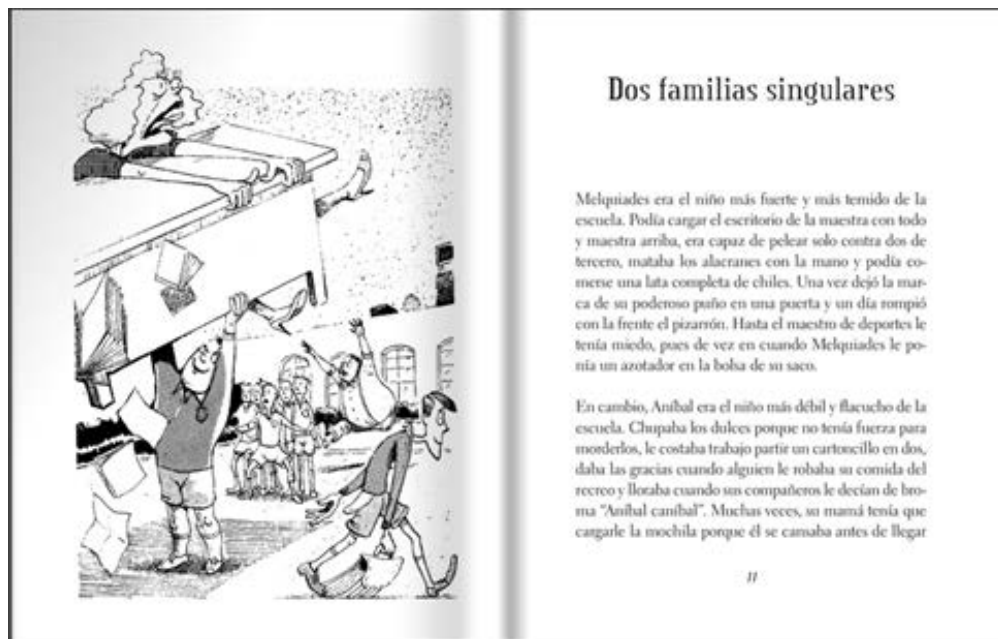 Dos familias singulares
Melquiades era el niño más fuerte y más temido de la
escuela. Podía cargar el escritorio de la maestra con todo
y maestra arriba, era capaz de pelear solo contra dos de
tercero, mataba los alacranes con la mano y podía co-
merse una lata completa de chiles. Una vez dejó la mar-
ca de su poderoso puño en una puerta y un día rompió
con la frente el pizarrón. Hasta el maestro de deportes le
tenía miedo, pues de vez en cuando Melquiades le po-
nía un azotador en la bolsa de su saco.
En cambio, Aníbal era el niño más débil y flacucho de la
escuela. Chupaba los dulces porque no tenía fuerza para
morderlos, le costaba trabajo partir un cartoncillo en dos,
daba las gracias cuando alguien le robaba su comida del
recreo y lloraba cuando sus compañeros le decían de bro-
ma “Aníbal caníbal”. Muchas veces, su mamá tenía que
cargarle la mochila porque él se cansaba antes de llegar
11